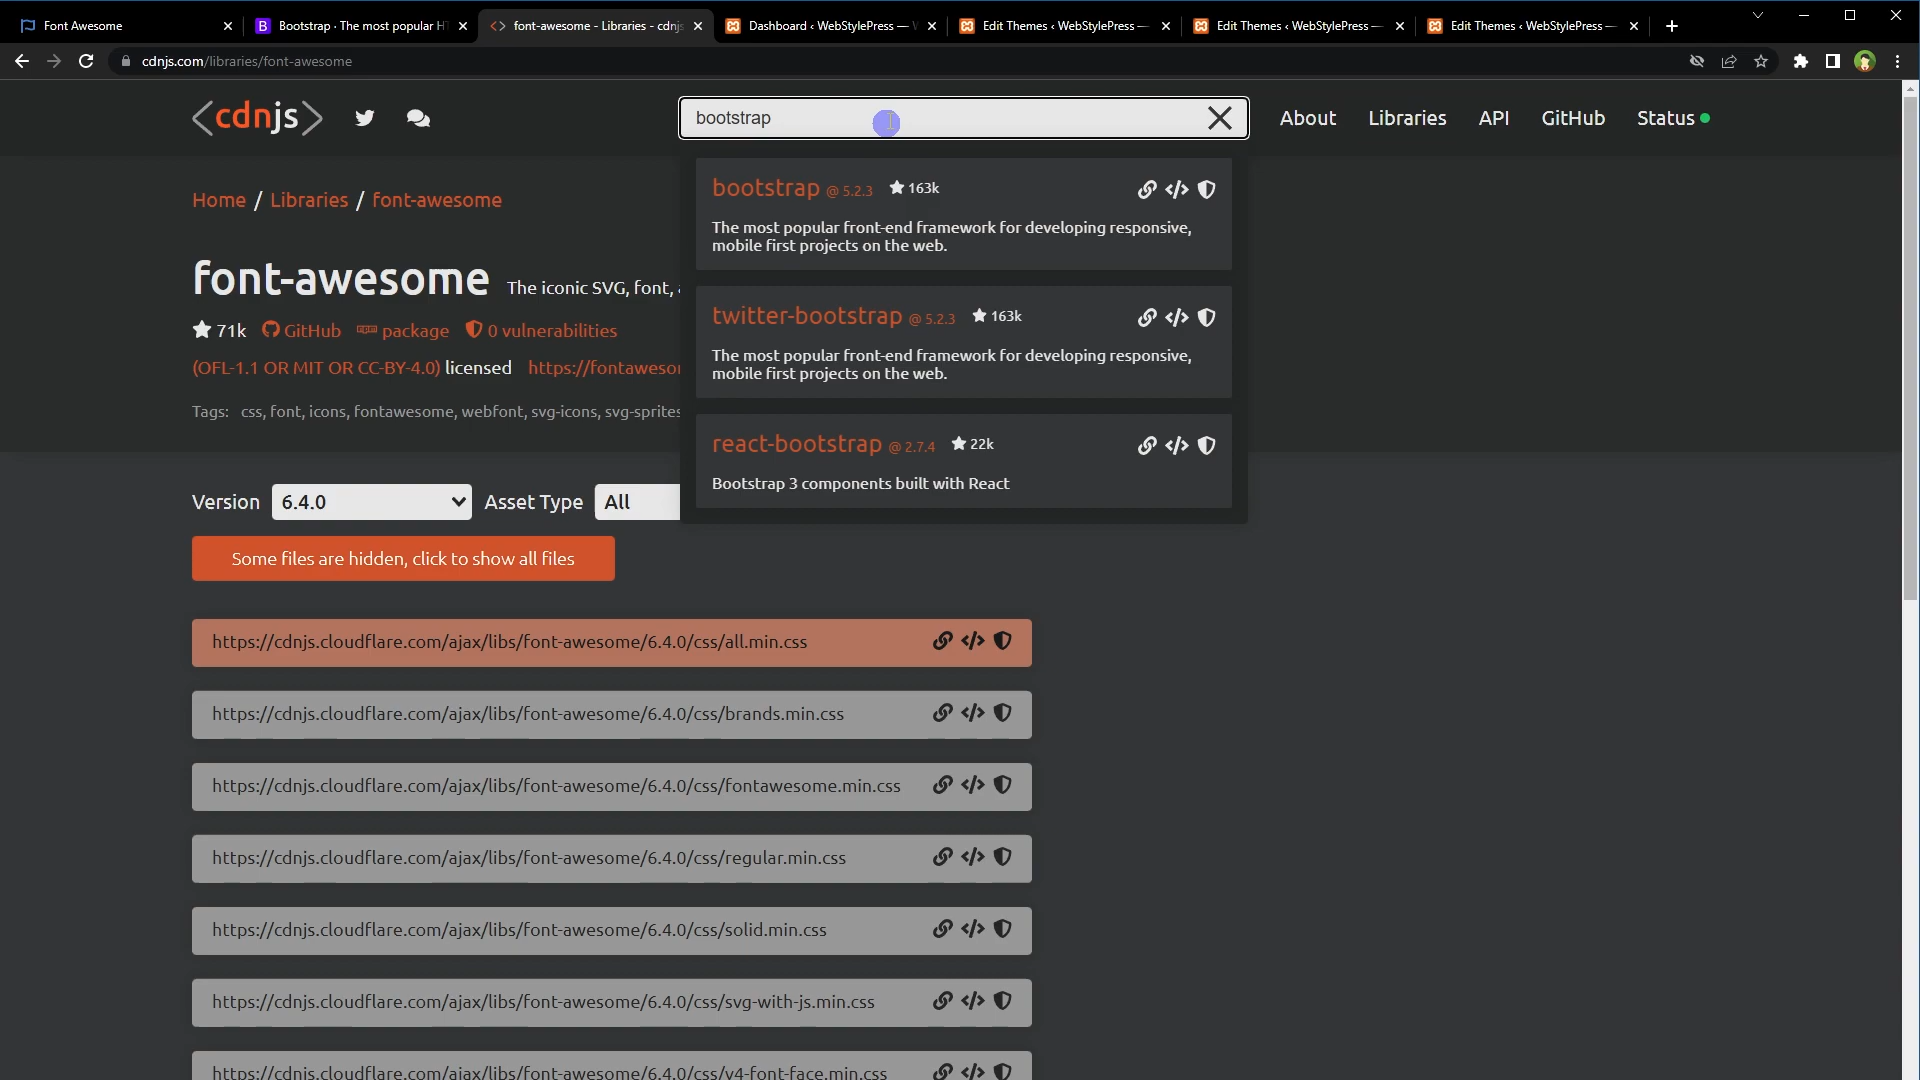 Font Awesome
Bootstrap · The most popular H
font-awesome - Libraries - cdnjs
Dashboard ‹ WebStylePress —
Edit Themes ‹ WebStylePress —
Edit Themes ‹ WebStylePress —
Edit Themes ‹ WebStylePress —
cdnjs.com/libraries/font-awesome
<cdnjs>
bootstrap
About
Libraries
API
GitHub
Status
Home / Libraries / font-awesome
font-awesome The iconic SVG, font,
71k GitHub package 0 vulnerabilities
(OFL-1.1 OR MIT OR CC-BY-4.0) licensed https://fontaweso
Tags: css, font, icons, fontawesome, webfont, svg-icons, svg-sprites
bootstrap @ 5.2.3 163k
The most popular front-end framework for developing responsive,
mobile first projects on the web.
twitter-bootstrap @ 5.2.3 163k
The most popular front-end framework for developing responsive,
mobile first projects on the web.
react-bootstrap @ 2.7.4 22k
Bootstrap 3 components built with React
Version 6.4.0 Asset Type All
Some files are hidden, click to show all files
https://cdnjs.cloudflare.com/ajax/libs/font-awesome/6.4.0/css/all.min.css
https://cdnjs.cloudflare.com/ajax/libs/font-awesome/6.4.0/css/brands.min.css
https://cdnjs.cloudflare.com/ajax/libs/font-awesome/6.4.0/css/fontawesome.min.css
https://cdnjs.cloudflare.com/ajax/libs/font-awesome/6.4.0/css/regular.min.css
https://cdnjs.cloudflare.com/ajax/libs/font-awesome/6.4.0/css/solid.min.css
https://cdnjs.cloudflare.com/ajax/libs/font-awesome/6.4.0/css/svg-with-js.min.css
https://cdnjs.cloudflare.com/ajax/libs/font-awesome/6.4.0/css/v4-font-face.min.css